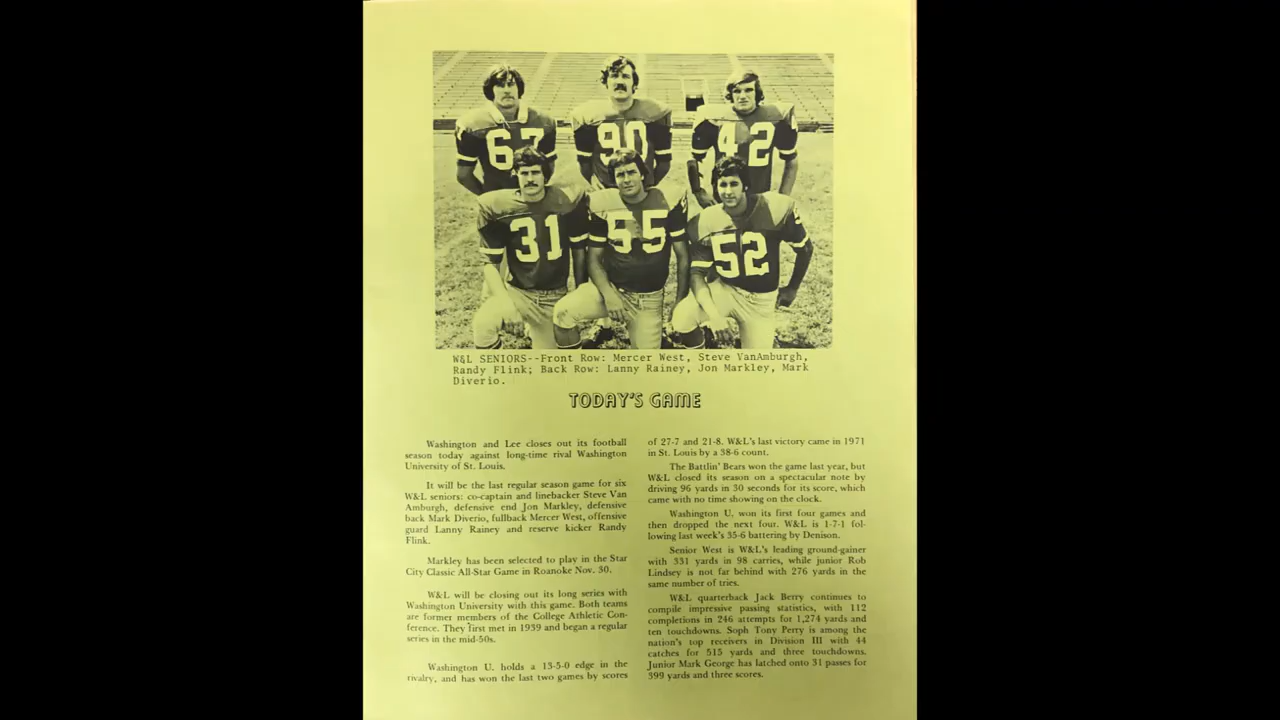 67
90
42
31
55
52
W&L SENIORS--Front Row: Mercer West, Steve VanAmburgh,
Randy Flink; Back Row: Lanny Rainey, Jon Markley, Mark
Diverio.
TODAY'S GAME
Washington and Lee closes out its football
season today against long-time rival Washington
University of St. Louis.
It will be the last regular season game for six
W&L seniors: co-captain and linebacker Steve Van
Amburgh, defensive end Jon Markley, defensive
back Mark Diverio, fullback Mercer West, offensive
guard Lanny Rainey and reserve kicker Randy
Flink.
Markley has been selected to play in the Star
City Classic All-Star Game in Roanoke Nov. 30.
W&L will be closing out its long series with
Washington University with this game. Both teams
are former members of the College Athletic Con-
ference. They first met in 1939 and began a regular
series in the mid-50s.
Washington U. holds a 13-5-0 edge in the
rivalry, and has won the last two games by scores
of 27-7 and 21-8. W&L's last victory came in 1971
in St. Louis by a 38-6 count.
The Battlin' Bears won the game last year, but
W&L closed its season on a spectacular note by
driving 96 yards in 30 seconds for its score, which
came with no time showing on the clock.
Washington U. won its first four games and
then dropped the next four. W&L is 1-7-1 fol-
lowing last week's 35-6 battering by Denison.
Senior West is W&L's leading ground-gainer
with 331 yards in 98 carries, while junior Rob
Lindsey is not far behind with 276 yards in the
same number of tries.
W&L quarterback Jack Berry continues to
compile impressive passing statistics, with 112
completions in 246 attempts for 1,274 yards and
ten touchdowns. Soph Tony Perry is among the
nation's top receivers in Division III with 44
catches for 515 yards and three touchdowns.
Junior Mark George has latched onto 31 passes for
399 yards and three scores.